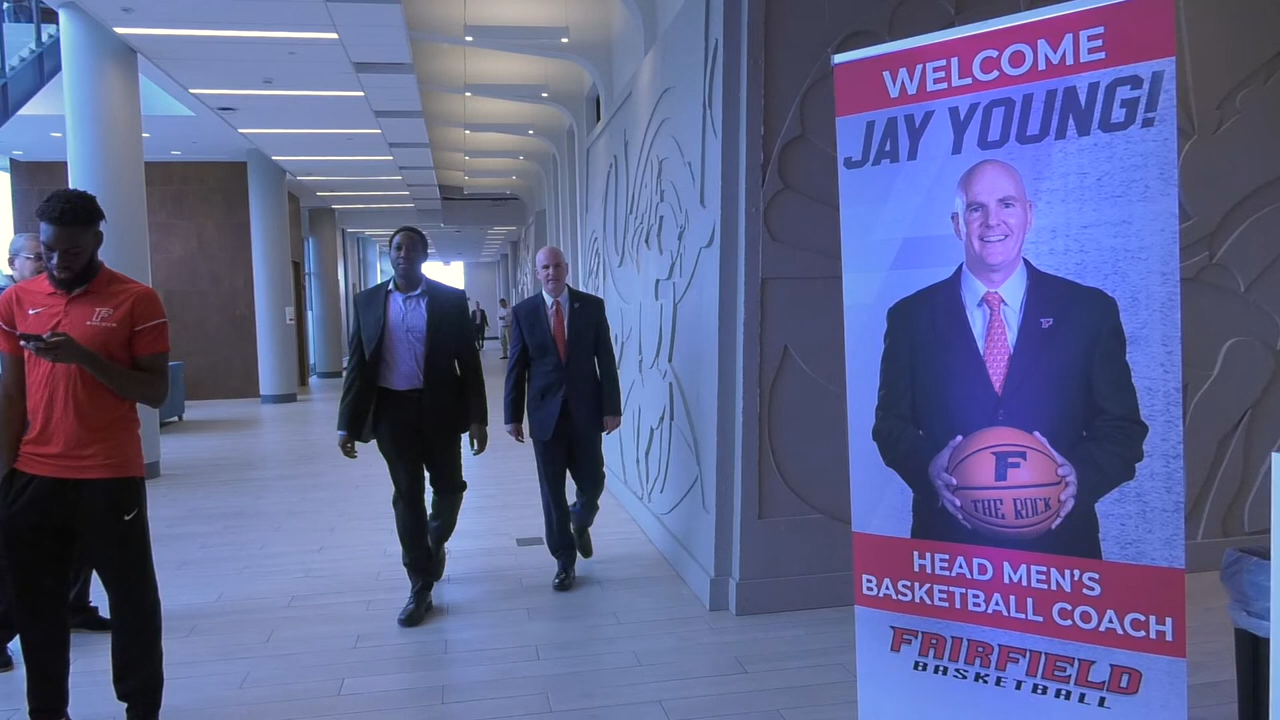 WELCOME
JAY YOUNG!
F
THE ROCK
HEAD MEN'S
BASKETBALL COACH
FAIRFIELD
BASKETBALL
F